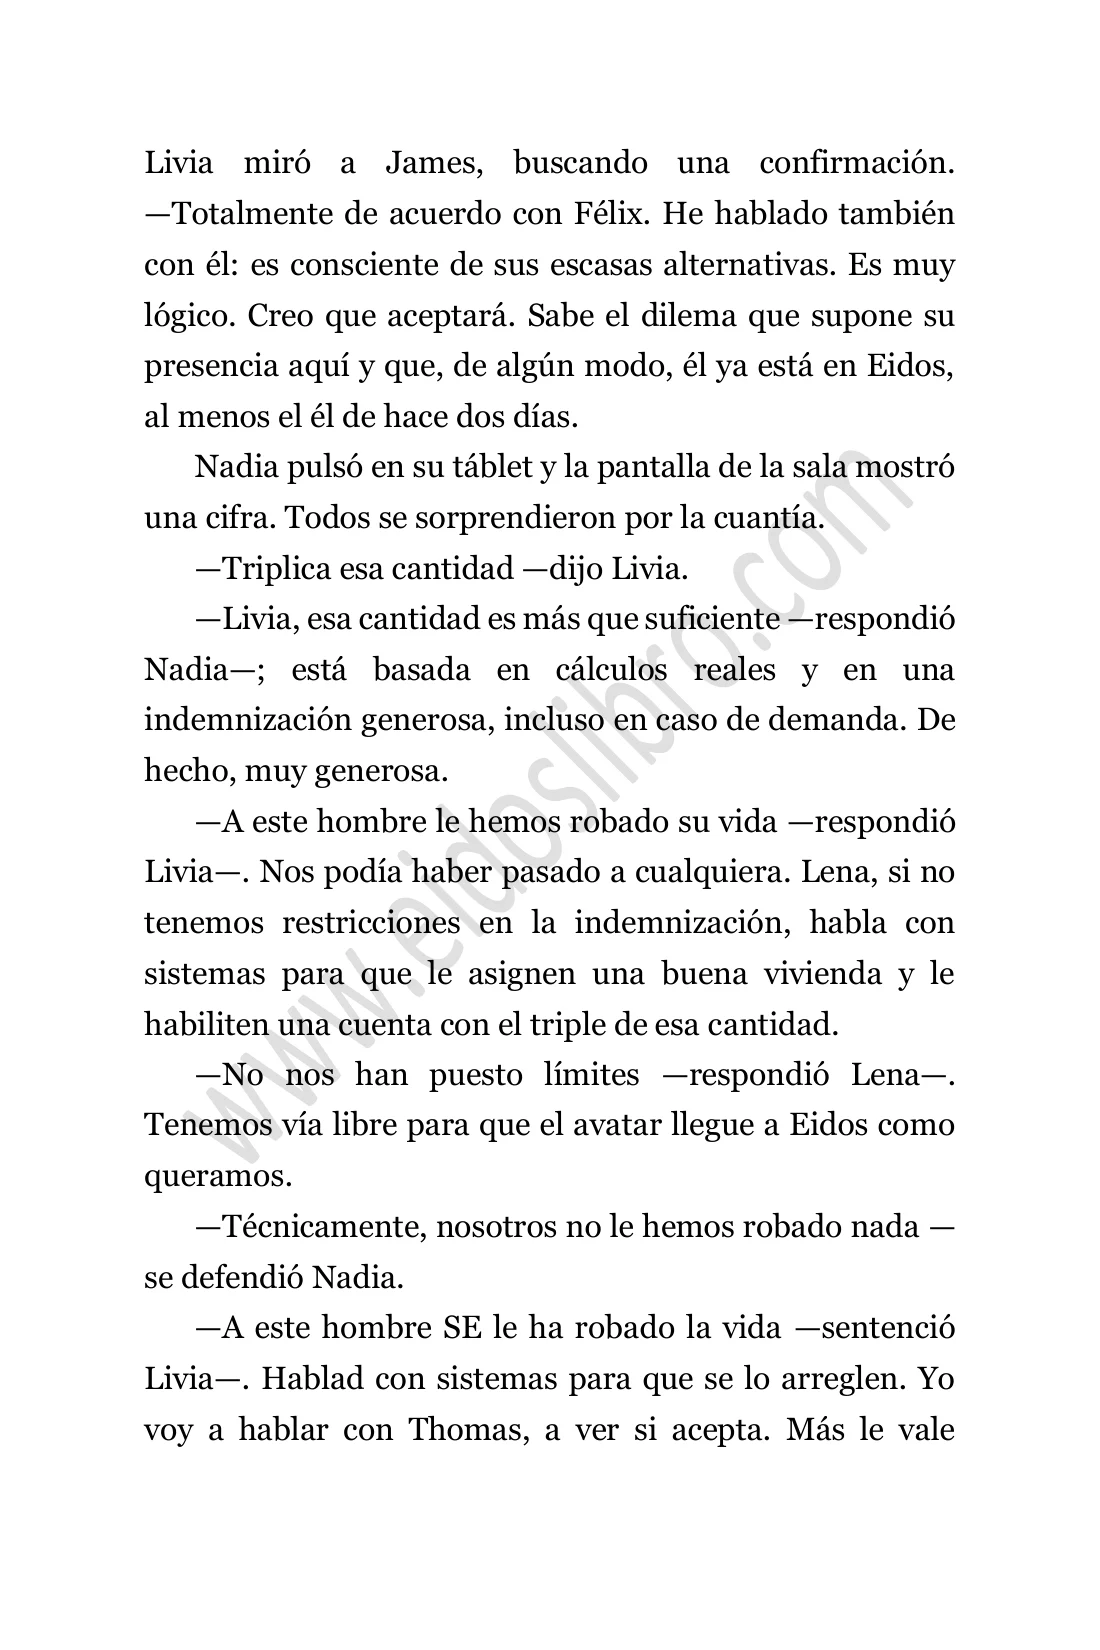 Livia miró a James, buscando una confirmación.
—Totalmente de acuerdo con Félix. He hablado también
con él: es consciente de sus escasas alternativas. Es muy
lógico. Creo que aceptará. Sabe el dilema que supone su
presencia aquí y que, de algún modo, él ya está en Eidos,
al menos el él de hace dos días.
Nadia pulsó en su táblet y la pantalla de la sala mostró
una cifra. Todos se sorprendieron por la cuantía.
—Triplica esa cantidad —dijo Livia.
—Livia, esa cantidad es más que suficiente —respondió
Nadia—; está basada en cálculos reales y en una
indemnización generosa, incluso en caso de demanda. De
hecho, muy generosa.
—A este hombre le hemos robado su vida —respondió
Livia—. Nos podía haber pasado a cualquiera. Lena, si no
tenemos restricciones en la indemnización, habla con
sistemas para que le asignen una buena vivienda y le
habiliten una cuenta con el triple de esa cantidad.
—No nos han puesto límites —respondió Lena—.
Tenemos vía libre para que el avatar llegue a Eidos como
queramos.
—Técnicamente, nosotros no le hemos robado nada —
se defendió Nadia.
—A este hombre SE le ha robado la vida —sentenció
Livia—. Hablad con sistemas para que se lo arreglen. Yo
voy a hablar con Thomas, a ver si acepta. Más le vale
www.eidoslibro.com